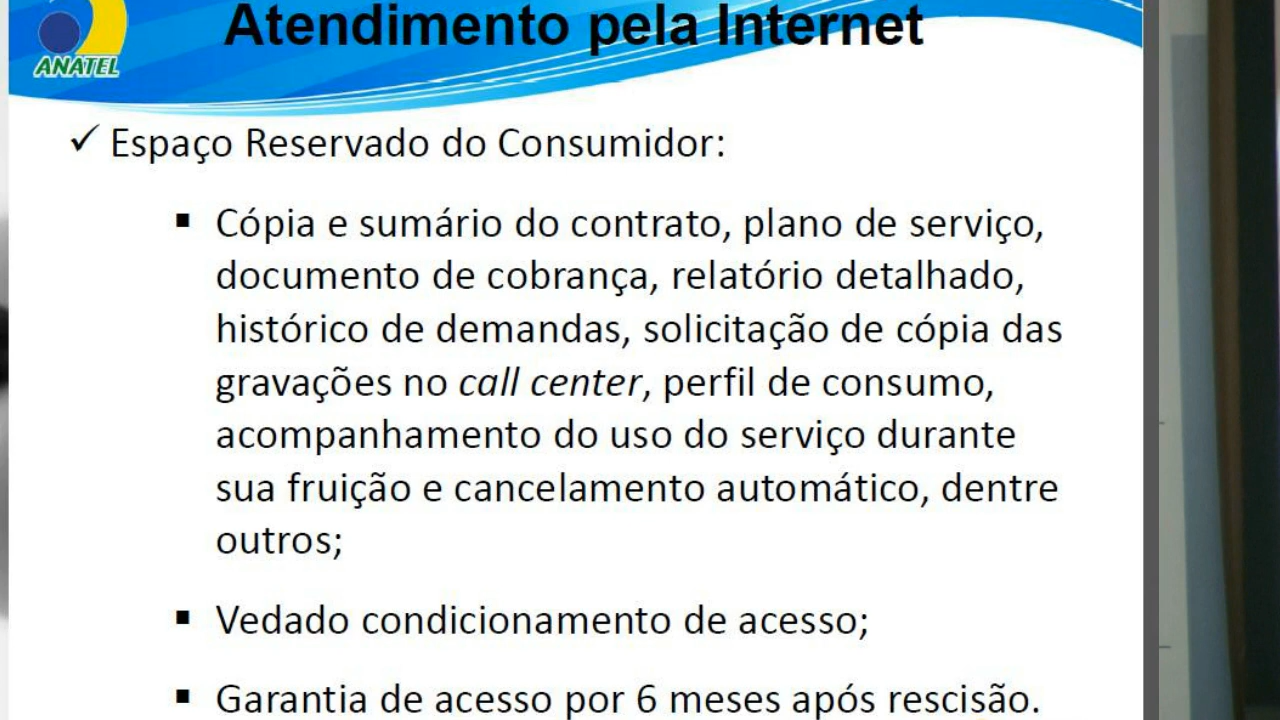 Atendimento pela Internet
ANATEL
✓ Espaço Reservado do Consumidor:
▪ Cópia e sumário do contrato, plano de serviço,
documento de cobrança, relatório detalhado,
histórico de demandas, solicitação de cópia das
gravações no call center, perfil de consumo,
acompanhamento do uso do serviço durante
sua fruição e cancelamento automático, dentre
outros;
▪ Vedado condicionamento de acesso;
▪ Garantia de acesso por 6 meses após rescisão.